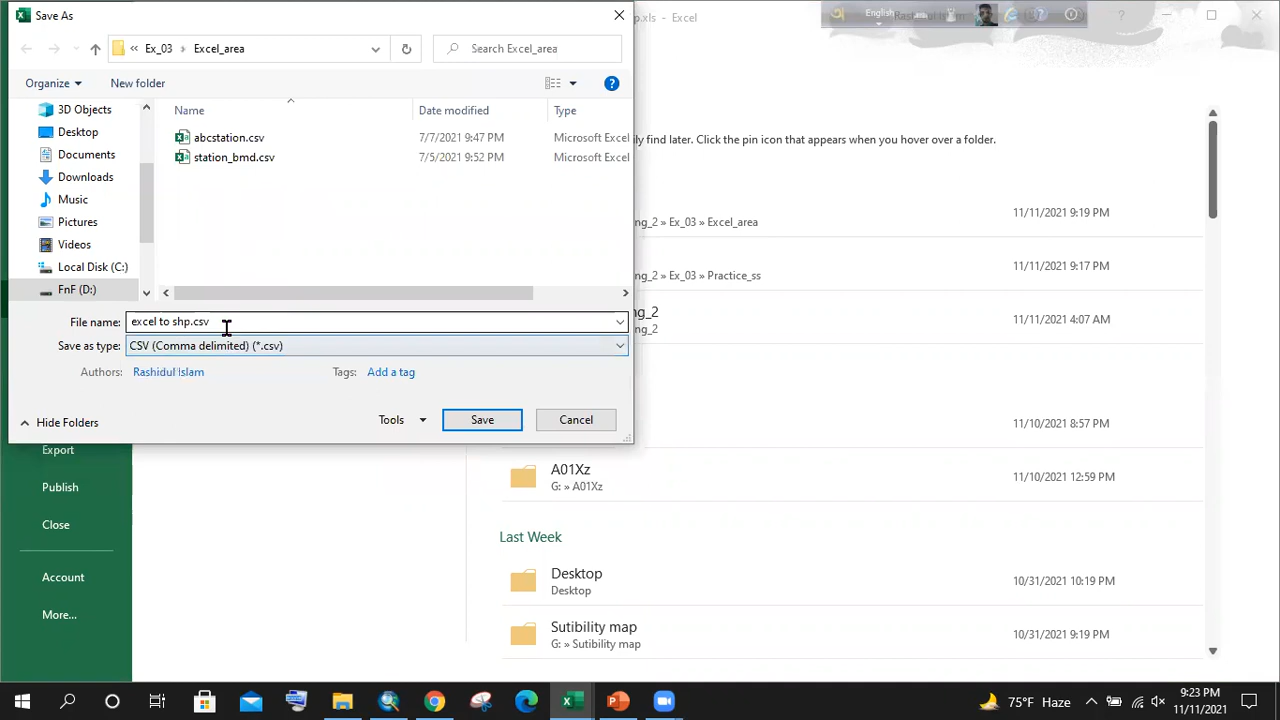 Save As
p.xls - Excel
English
Ex_03
Excel_area
Search Excel_area
Organize
New folder
Name
Date modified
Type
3D Objects
Desktop
Documents
Downloads
Music
Pictures
Videos
Local Disk (C:)
FnF (D:)
abcstation.csv
7/7/2021 9:47 PM
Microsoft Excel
station_bmd.csv
7/5/2021 9:52 PM
Microsoft Excel
File name:
excel to shp.csv
Save as type:
CSV (Comma delimited) (*.csv)
Authors:
Rashidul Islam
Tags:
Add a tag
Hide Folders
Tools
Save
Cancel
ily find later. Click the pin icon that appears when you hover over a folder.
ng_2 » Ex_03 » Excel_area
11/11/2021 9:19 PM
ng_2 » Ex_03 » Practice_ss
11/11/2021 9:17 PM
ng_2
ng_2
11/11/2021 4:07 AM
11/10/2021 8:57 PM
A01Xz
G: » A01Xz
11/10/2021 12:59 PM
Last Week
Desktop
Desktop
10/31/2021 10:19 PM
Sutibility map
G: » Sutibility map
10/31/2021 9:19 PM
Export
Publish
Close
Account
More...
75°F Haze
9:23 PM
11/11/2021